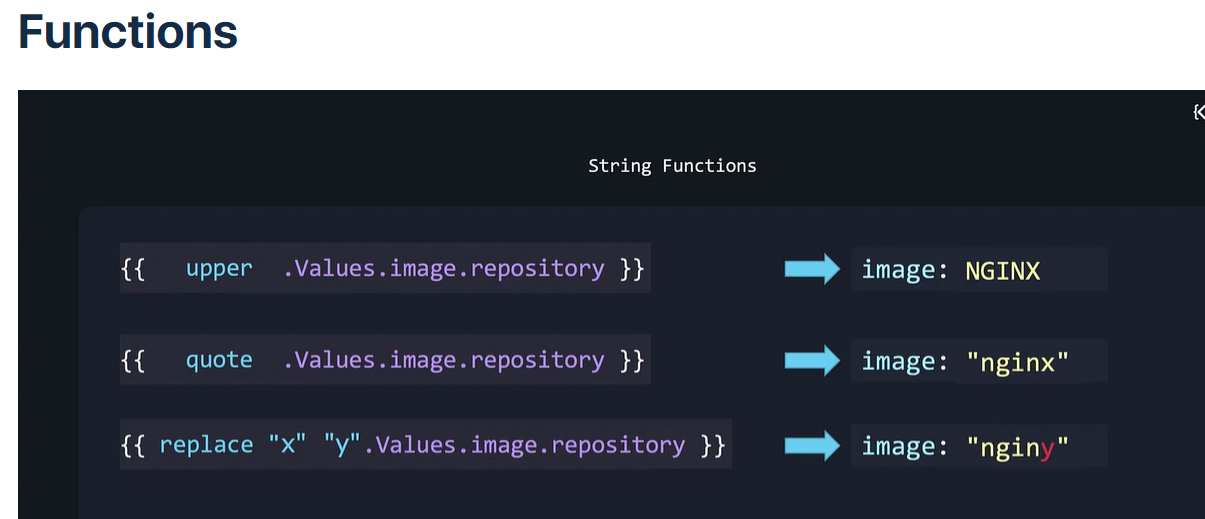 Functions
String Functions
{{ upper .Values.image.repository }} image: NGINX
{{ quote .Values.image.repository }} image: "nginx"
{{ replace "x" "y".Values.image.repository }} image: "nginy"